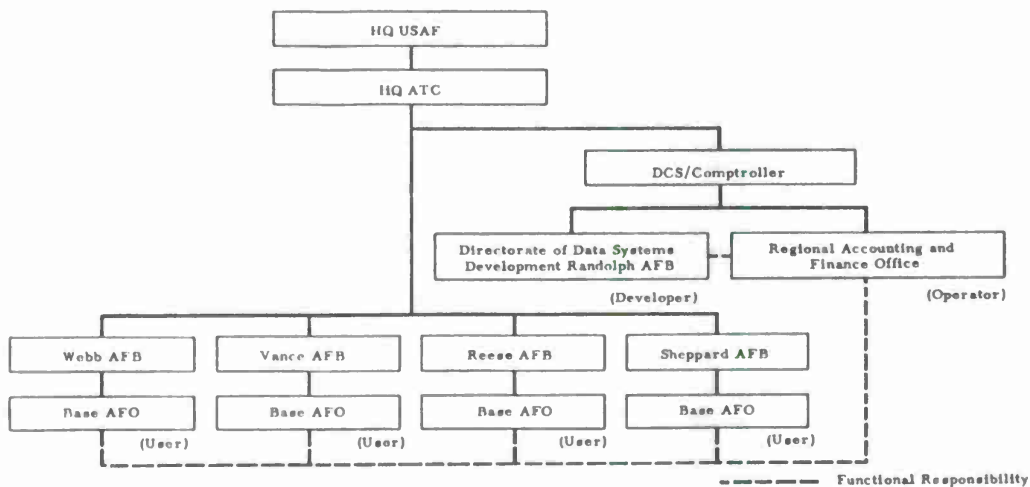 HQ USAF
HQ ATC
DCS/Comptroller
Directorate of Data Systems
Development Randolph AFB
Regional Accounting and
Finance Office
(Developer)
(Operator)
Webb AFB
Vance AFB
Reese AFB
Sheppard AFB
Base AFO
Base AFO
Base AFO
Base AFO
(User)
(User)
(User)
(User)
Functional Responsibility